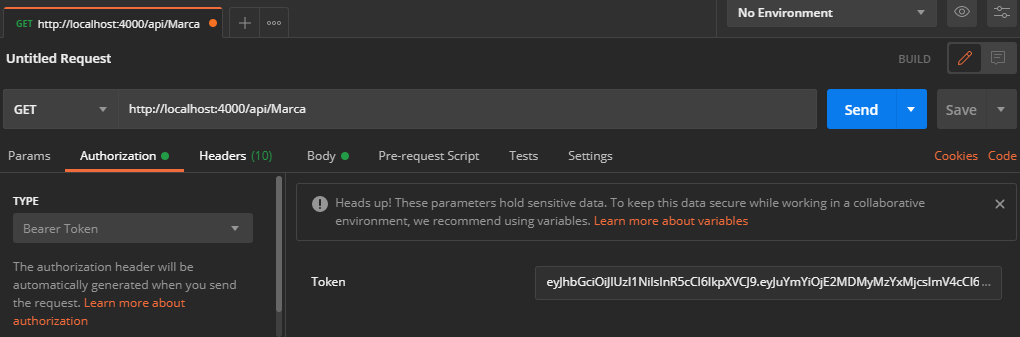 GET http://localhost:4000/api/Marca
No Environment
Untitled Request
BUILD
GET
http://localhost:4000/api/Marca
Send
Save
Params
Authorization
Headers (10)
Body
Pre-request Script
Tests
Settings
Cookies
Code
TYPE
Bearer Token
The authorization header will be
automatically generated when you send
the request. Learn more about
authorization
Heads up! These parameters hold sensitive data. To keep this data secure while working in a collaborative
environment, we recommend using variables. Learn more about variables
Token
eyJhbGciOiJIUzI1NiIsInR5cCI6IkpXVCJ9.eyJuYmYiOjE2MDMyMzYxMjcsImV4cCI6 ...